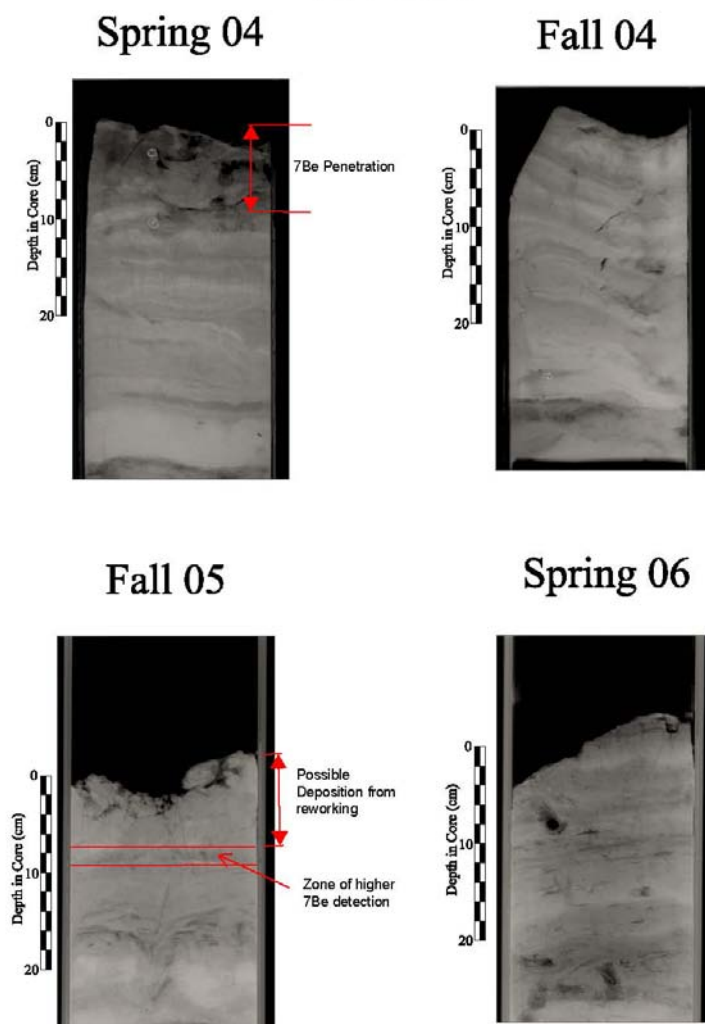 Spring 04
Fall 04
0
10
20
Depth in Core (cm)
7Be Penetration
0
10
20
Depth in Core (cm)
Fall 05
Spring 06
0
10
20
Depth in Core (cm)
Possible
Deposition from
reworking
Zone of higher
7Be detection
0
10
20
Depth in Core (cm)